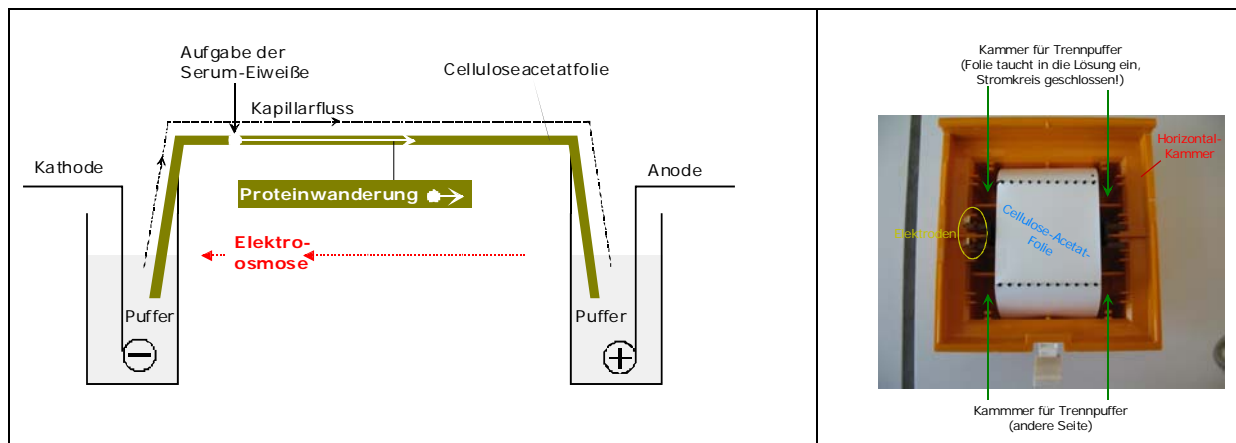 Aufgabe der
Serum-Eiweiße
Celluloseacetatfolie
Kapillarfluss
Kathode
Anode
Proteinwanderung
Elektro-
osmose
Puffer
Puffer
Kammer für Trennpuffer
(Folie taucht in die Lösung ein,
Stromkreis geschlossen!)
Horizontal-
Kammer
Cellulose-Acetat-
Folie
Elektroden
Kammmer für Trennpuffer
(andere Seite)